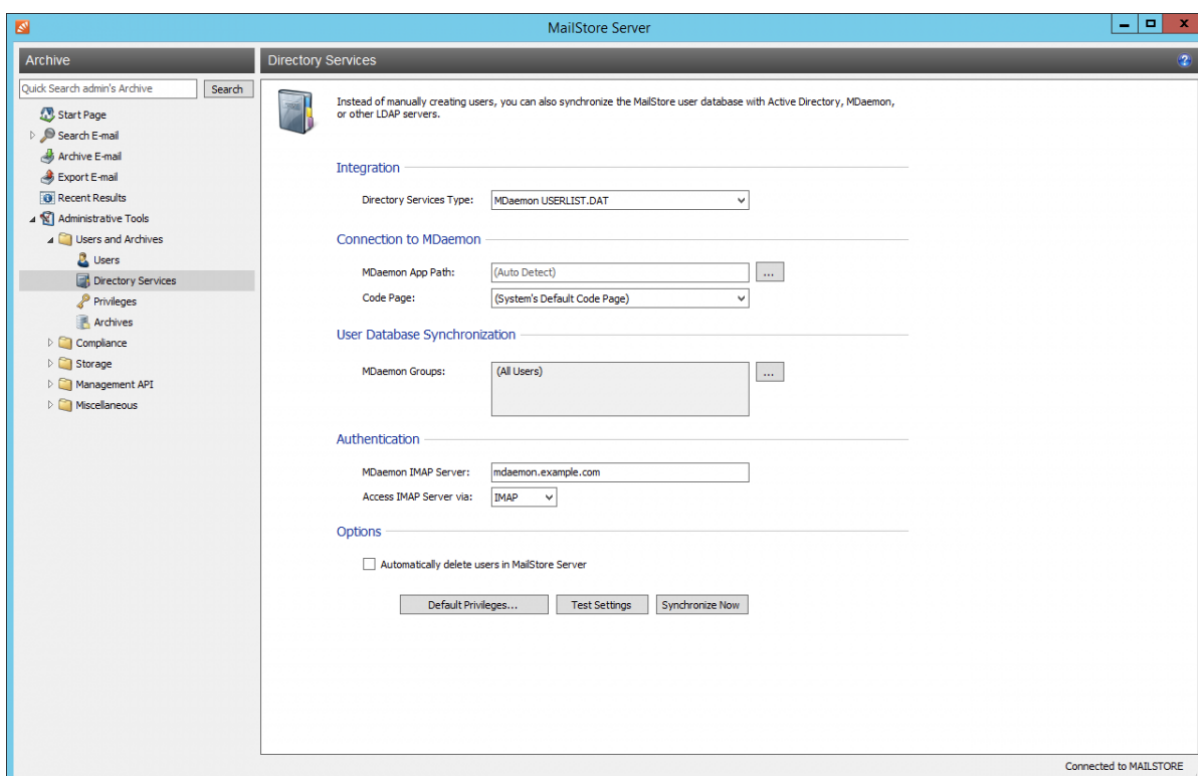 MailStore Server
Archive
Directory Services
Quick Search admin's Archive
Search
Start Page
Search E-mail
Archive E-mail
Export E-mail
Recent Results
Administrative Tools
Users and Archives
Users
Directory Services
Privileges
Archives
Compliance
Storage
Management API
Miscellaneous
Instead of manually creating users, you can also synchronize the MailStore user database with Active Directory, MDaemon,
or other LDAP servers.
Integration
Directory Services Type: MDaemon USERLIST.DAT
Connection to MDaemon
MDaemon App Path: (Auto Detect) ...
Code Page: (System's Default Code Page)
User Database Synchronization
MDaemon Groups: (All Users) ...
Authentication
MDaemon IMAP Server: mdaemon.example.com
Access IMAP Server via: IMAP
Options
Automatically delete users in MailStore Server
Default Privileges... Test Settings Synchronize Now
Connected to MAILSTORE